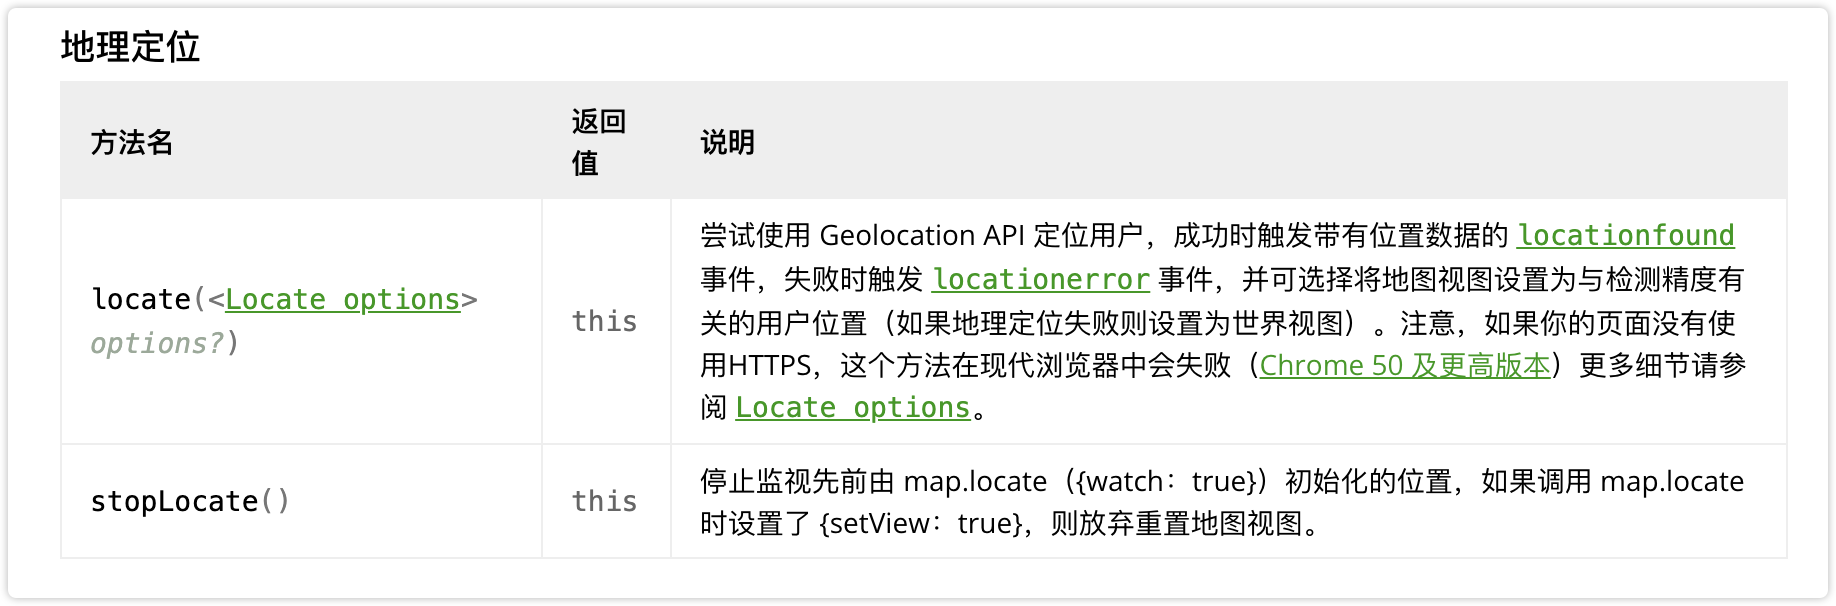 地理定位
方法名
返回
值
说明
locate(<Locate options>
options?)
this
尝试使用 Geolocation API 定位用户，成功时触发带有位置数据的 locationfound
事件，失败时触发 locationerror 事件，并可选择将地图视图设置为与检测精度有
关的用户位置（如果地理定位失败则设置为世界视图）。注意，如果你的页面没有使
用HTTPS，这个方法在现代浏览器中会失败（Chrome 50 及更高版本）更多细节请参
阅 Locate options。
stopLocate()
this
停止监视先前由 map.locate（{watch：true}）初始化的位置，如果调用 map.locate
时设置了 {setView：true}，则放弃重置地图视图。